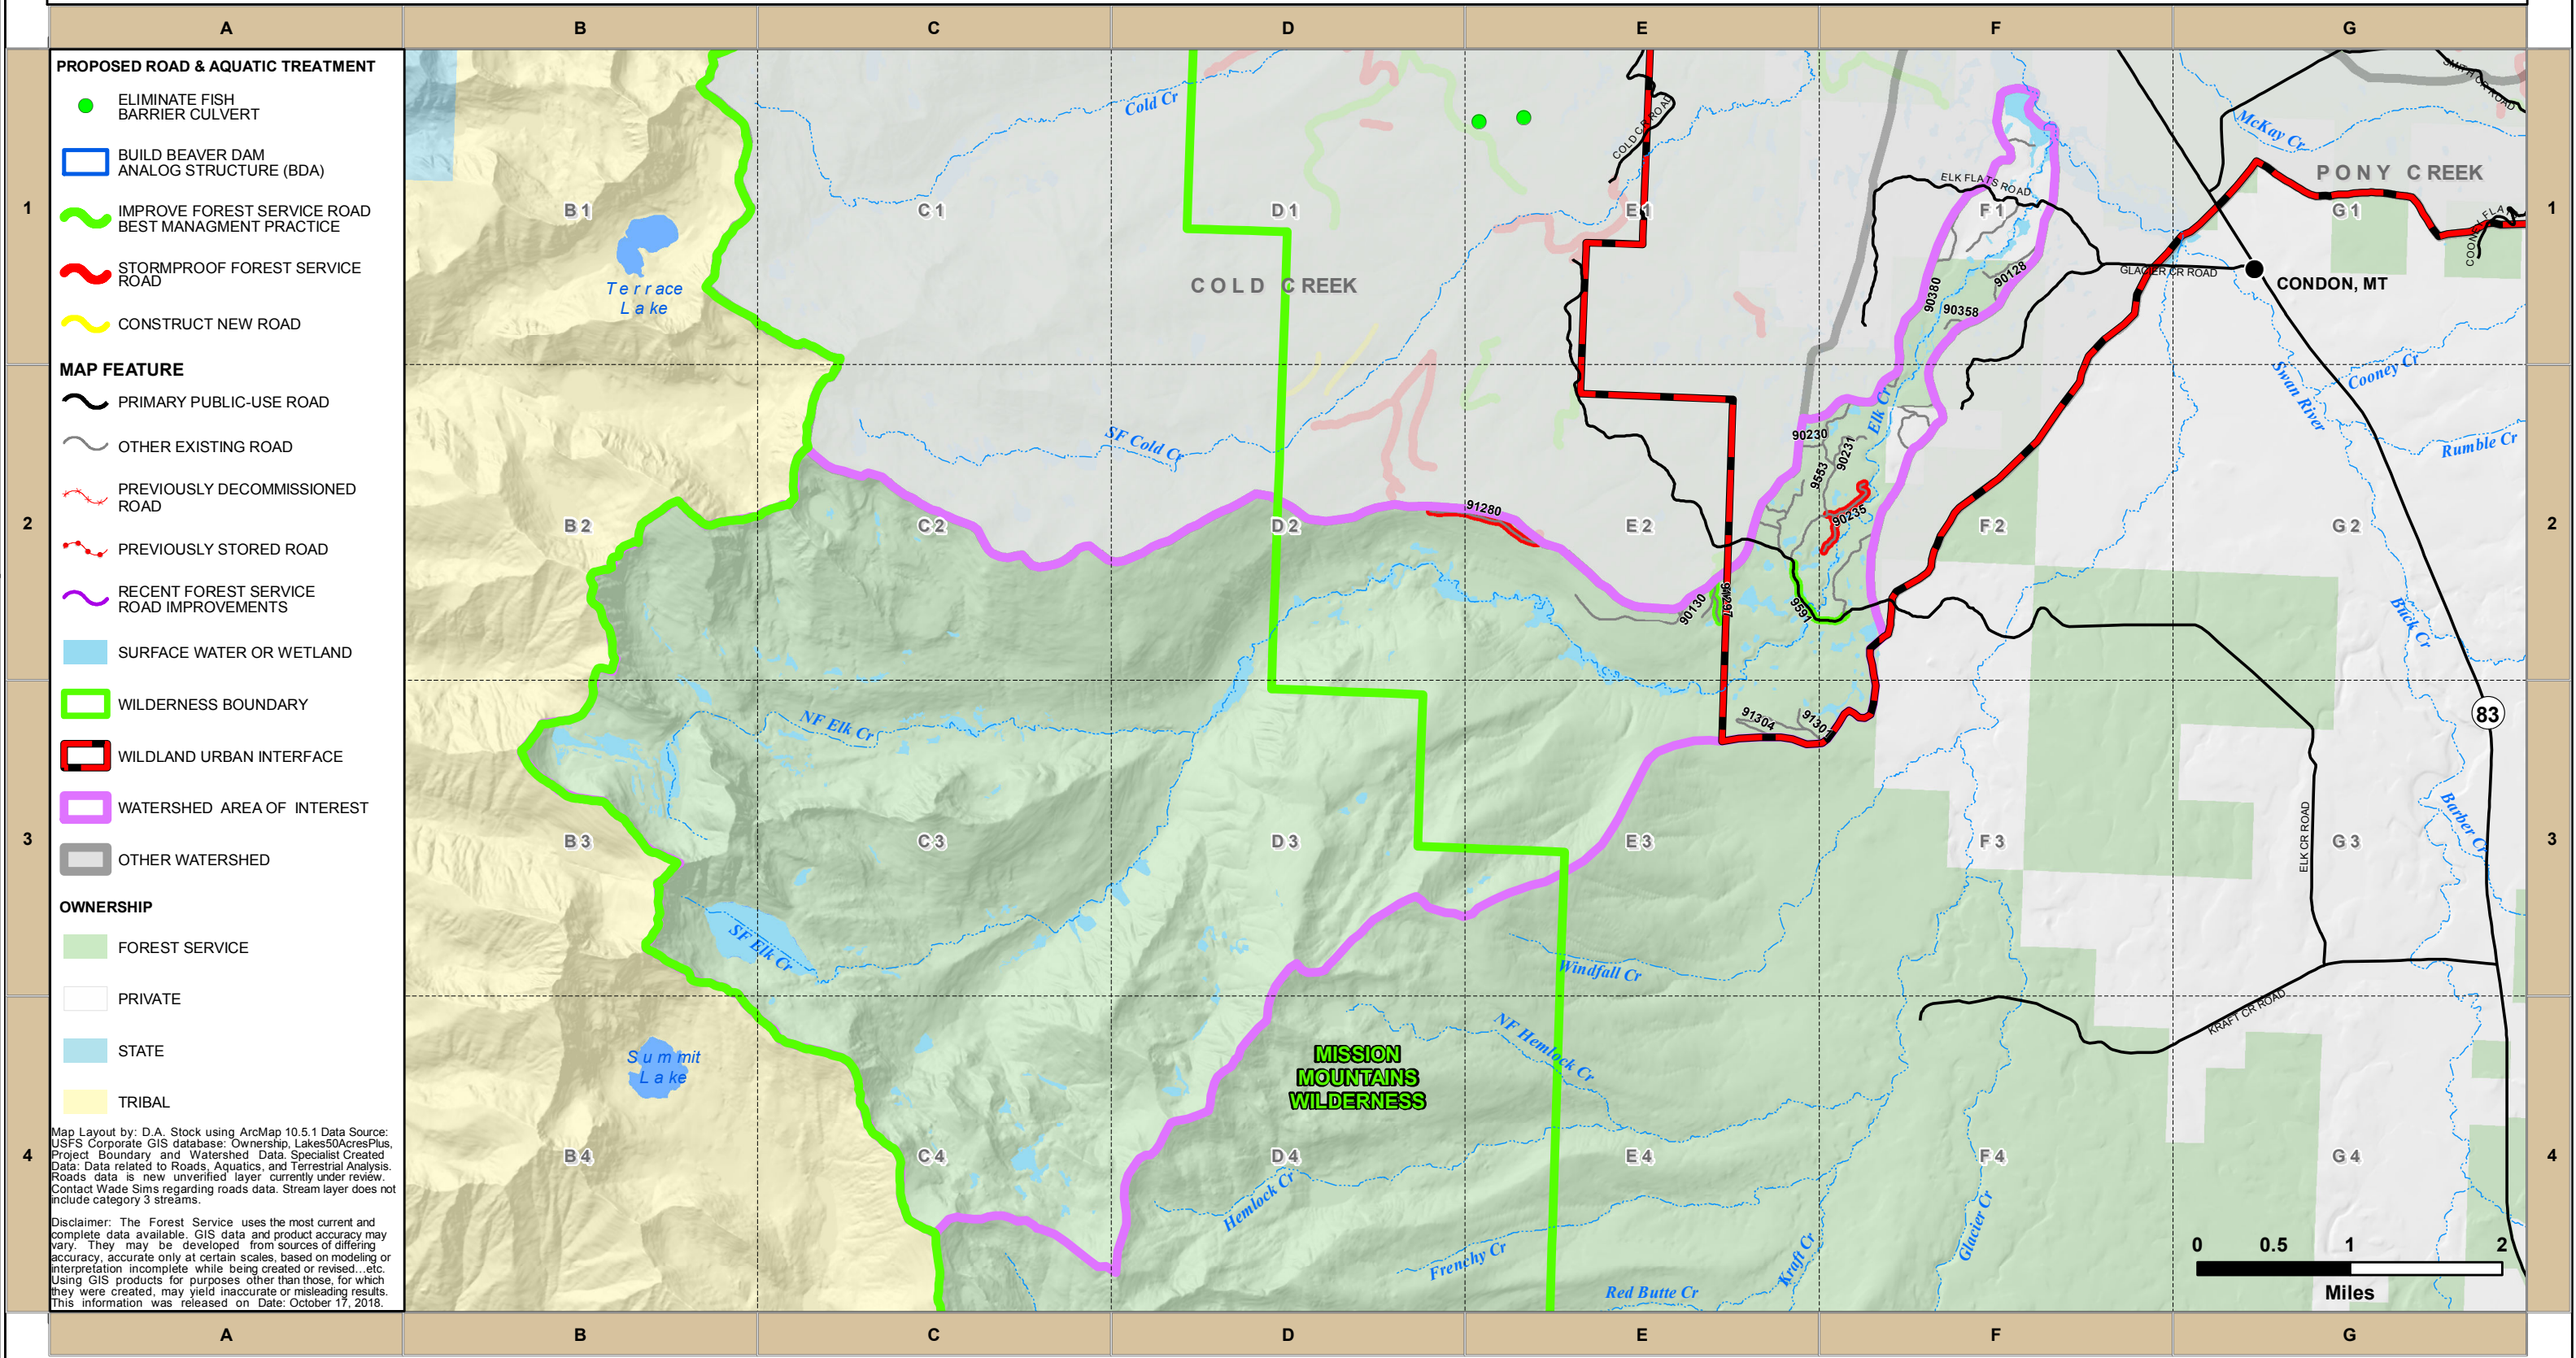 A B C D E F G
PROPOSED ROAD & AQUATIC TREATMENT
ELIMINATE FISH
BARRIER CULVERT
BUILD BEAVER DAM
ANALOG STRUCTURE (BDA)
IMPROVE FOREST SERVICE ROAD
BEST MANAGMENT PRACTICE
STORMPROOF FOREST SERVICE
ROAD
CONSTRUCT NEW ROAD
MAP FEATURE
PRIMARY PUBLIC-USE ROAD
OTHER EXISTING ROAD
PREVIOUSLY DECOMMISSIONED
ROAD
PREVIOUSLY STORED ROAD
RECENT FOREST SERVICE
ROAD IMPROVEMENTS
SURFACE WATER OR WETLAND
WILDERNESS BOUNDARY
WILDLAND URBAN INTERFACE
WATERSHED AREA OF INTEREST
OTHER WATERSHED
OWNERSHIP
FOREST SERVICE
PRIVATE
STATE
TRIBAL
Map Layout by: D.A. Stock using ArcMap 10.5.1 Data Source:
USFS Corporate GIS database: Ownership, Lakes50AcresPlus,
Project Boundary and Watershed Data. Specialist Created
Data: Data related to Roads, Aquatics, and Terrestrial Analysis.
Roads data is new unverified layer currently under review.
Contact Wade Sims regarding roads data. Stream layer does not
include category 3 streams.
Disclaimer: The Forest Service uses the most current and
complete data available. GIS data and product accuracy may
vary. They may be developed from sources of differing
accuracy, accurate only at certain scales, based on modeling or
interpretation incomplete while being created or revised...etc.
Using GIS products for purposes other than those, for which
they were created, may yield inaccurate or misleading results.
This information was released on Date: October 17, 2018.
1
1
Cold Cr
COLD CR ROAD
SMITH CR ROAD
McKay Cr
PONY CREEK
ELK FLATS ROAD
B 1
C 1
D 1
E 1
F 1
G 1
Terrace
Lake
COLD CREEK
90380
90128
90358
GLACIER CR ROAD
CONDON, MT
2
2
SF Cold Cr
Elk Cr
Swan River
Cooney Cr
Rumble Cr
90230
90231
9553
90235
91280
B 2
C 2
D 2
E 2
F 2
G 2
90130
9591
Buck Cr
3
3
NF Elk Cr
91304
83
B 3
C 3
D 3
E 3
F 3
G 3
ELK CR ROAD
Barber Cr
SF Elk Cr
Windfall Cr
4
4
Summit
Lake
MISSION
MOUNTAINS
WILDERNESS
NF Hemlock Cr
KRAFT CR ROAD
B 4
C 4
D 4
E 4
F 4
G 4
Hemlock Cr
Frenchy Cr
Kraft Cr
Glacier Cr
Red Butte Cr
0 0.5 1 2
Miles
A B C D E F G